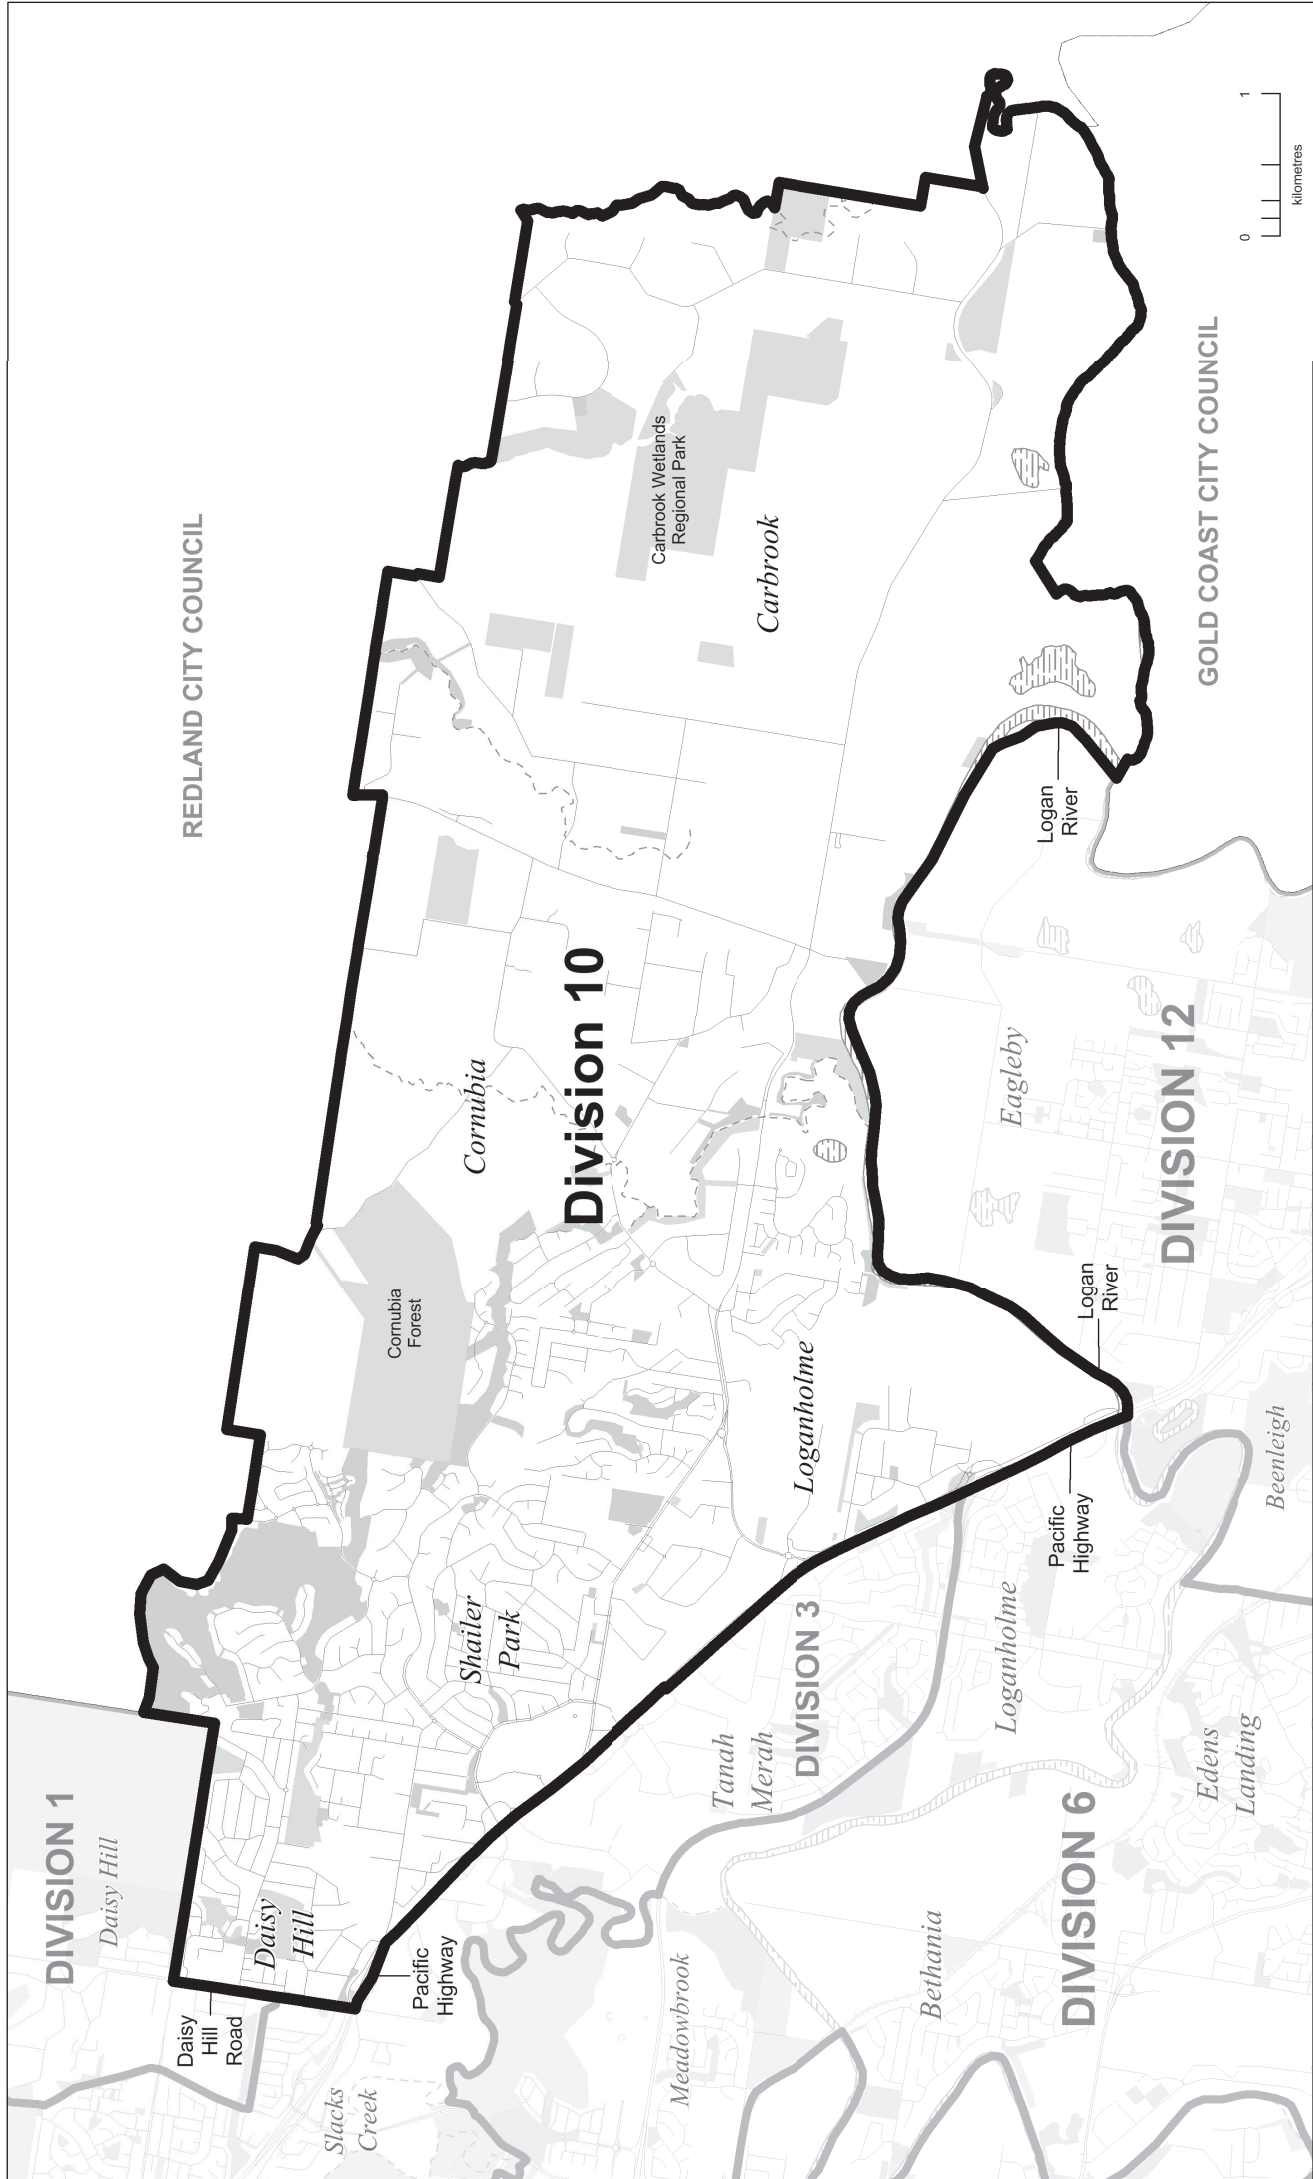 REDLAND CITY COUNCIL
DIVISION 1
Daisy Hill
Daisy
Hill
Road
Daisy
Hill
Slacks
Creek
Pacific
Highway
Shailer
Park
Cornubia
Forest
Cornubia
Division 10
Carbrook Wetlands
Regional Park
Carbrook
Loganholme
Tanah
Merah
DIVISION 3
Meadowbrook
Bethania
DIVISION 6
Loganholme
Pacific
Highway
Logan
River
Eagleby
DIVISION 12
Logan
River
Edens
Landing
Beenleigh
GOLD COAST CITY COUNCIL
0 1
kilometres